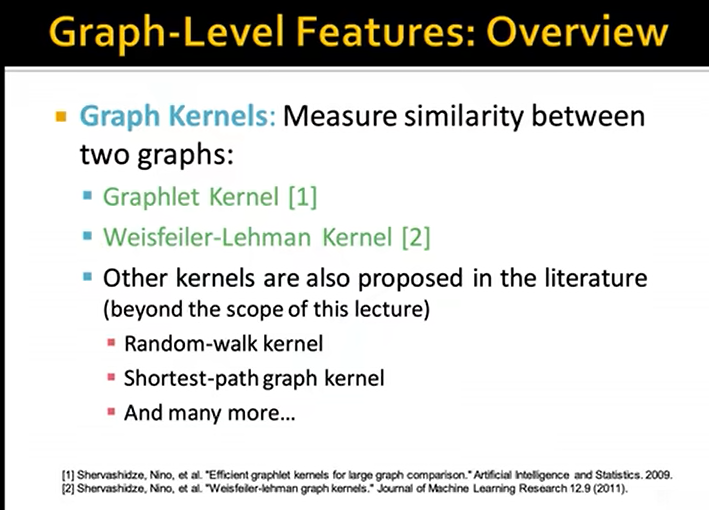 Graph-Level Features: Overview
Graph Kernels: Measure similarity between
two graphs:
Graphlet Kernel [1]
Weisfeiler-Lehman Kernel [2]
Other kernels are also proposed in the literature
(beyond the scope of this lecture)
Random-walk kernel
Shortest-path graph kernel
And many more…
[1] Shervashidze, Nino, et al. "Efficient graphlet kernels for large graph comparison." Artificial Intelligence and Statistics. 2009.
[2] Shervashidze, Nino, et al. "Weisfeiler-lehman graph kernels." Journal of Machine Learning Research 12.9 (2011).